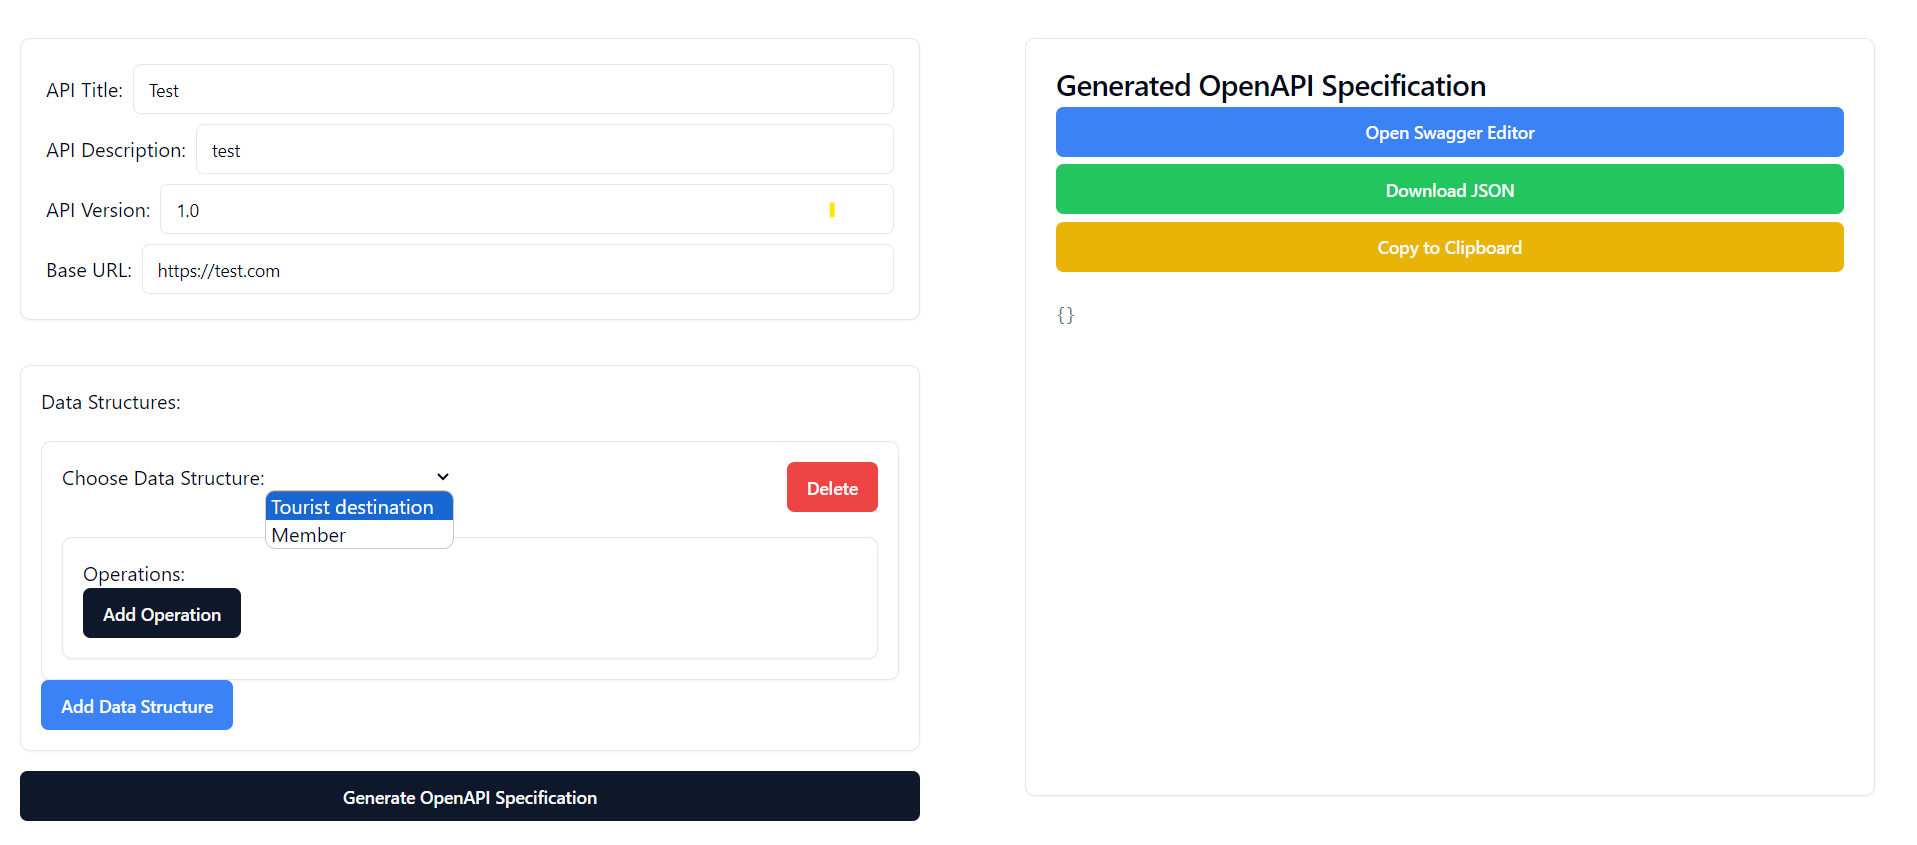 API Title: Test
API Description: test
API Version: 1.0
Base URL: https://test.com
Data Structures:
Choose Data Structure:
Delete
Tourist destination
Member
Operations:
Add Operation
Add Data Structure
Generate OpenAPI Specification
Generated OpenAPI Specification
Open Swagger Editor
Download JSON
Copy to Clipboard
{}